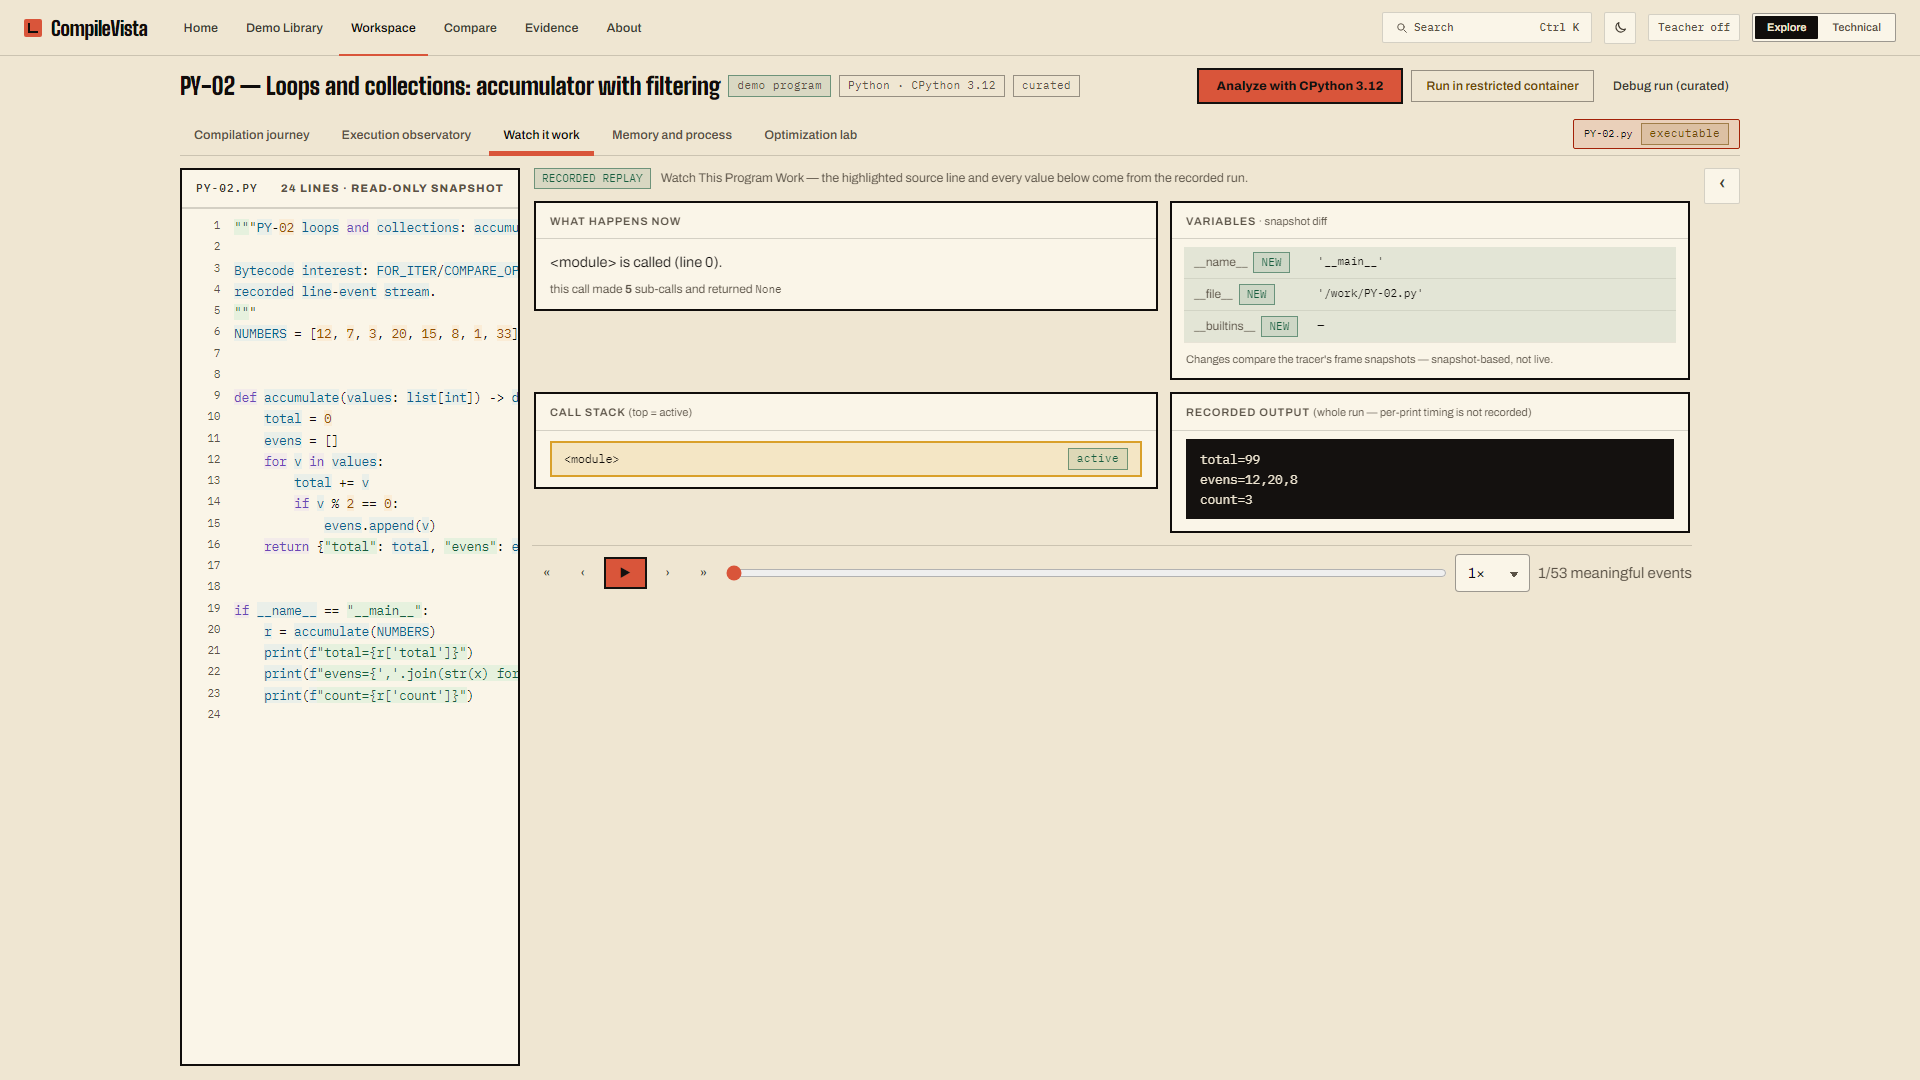 CompileVista
Home Demo Library Workspace Compare Evidence About
Search Ctrl K
Teacher off
Explore Technical
PY-02 — Loops and collections: accumulator with filtering
demo program
Python · CPython 3.12
curated
Analyze with CPython 3.12
Run in restricted container
Debug run (curated)
Compilation journey Execution observatory Watch it work Memory and process Optimization lab
PY-02.py executable
PY-02.PY 24 LINES · READ-ONLY SNAPSHOT
1 """PY-02 loops and collections: accumu
2
3 Bytecode interest: FOR_ITER/COMPARE_OP
4 recorded line-event stream.
5 """
6 NUMBERS = [12, 7, 3, 20, 15, 8, 1, 33]
7
8
9 def accumulate(values: list[int]) -> d
10 total = 0
11 evens = []
12 for v in values:
13 total += v
14 if v % 2 == 0:
15 evens.append(v)
16 return {"total": total, "evens": e
17
18
19 if __name__ == "__main__":
20 r = accumulate(NUMBERS)
21 print(f"total={r['total']}")
22 print(f"evens={','.join(str(x) for
23 print(f"count={r['count']}")
24
RECORDED REPLAY Watch This Program Work — the highlighted source line and every value below come from the recorded run.
‹
WHAT HAPPENS NOW
<module> is called (line 0).
this call made 5 sub-calls and returned None
VARIABLES · snapshot diff
__name__ NEW '__main__'
__file__ NEW '/work/PY-02.py'
__builtins__ NEW —
Changes compare the tracer's frame snapshots — snapshot-based, not live.
CALL STACK (top = active)
<module> active
RECORDED OUTPUT (whole run — per-print timing is not recorded)
total=99
evens=12,20,8
count=3
« ‹ ▶ › » 1× 1/53 meaningful events